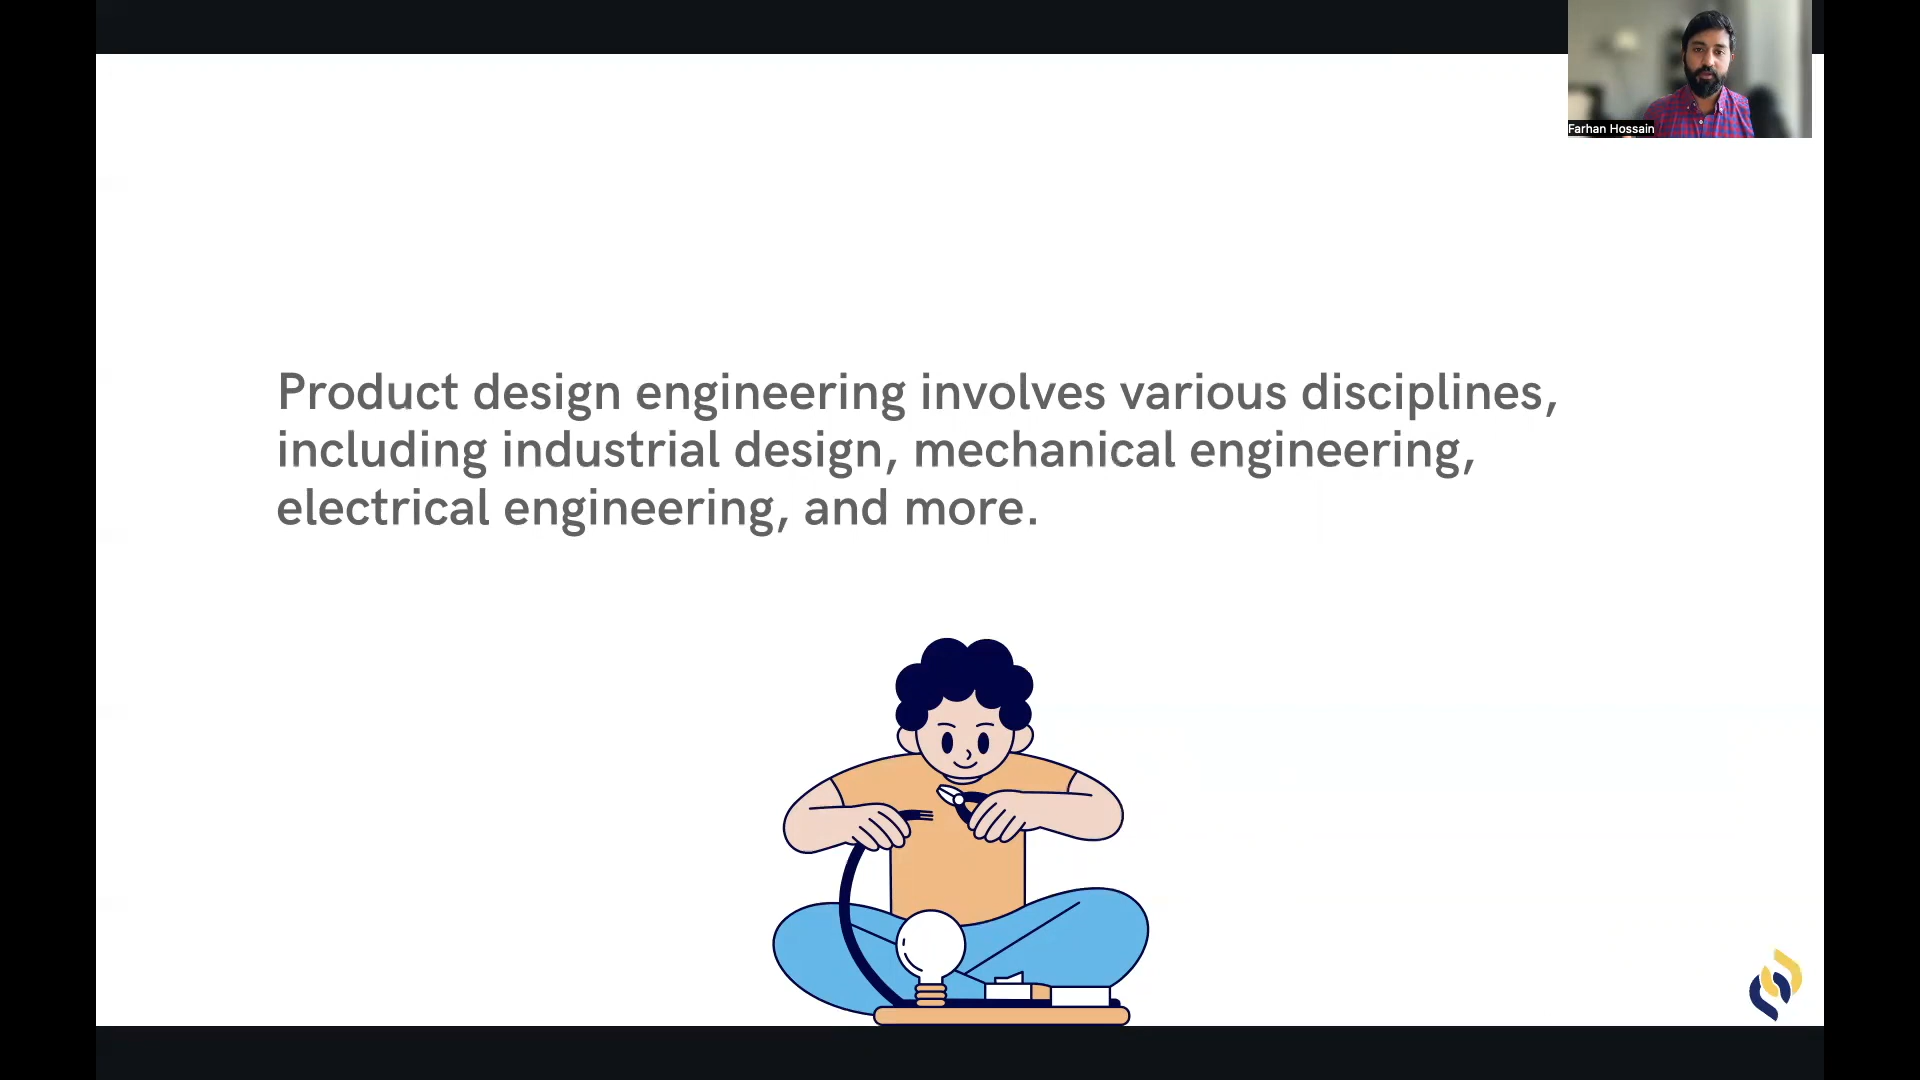 Farhan Hossain
Product design engineering involves various disciplines,
including industrial design, mechanical engineering,
electrical engineering, and more.